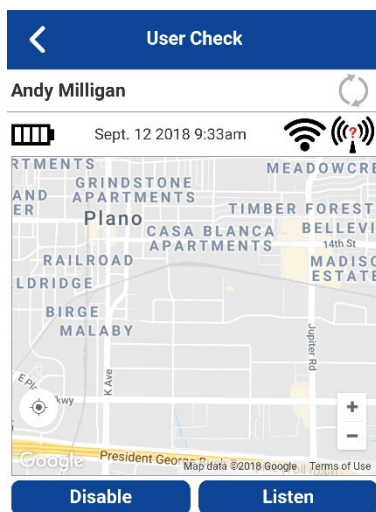 User Check
Andy Milligan
Sept. 12 2018 9:33am
?
RTMENTS
MEADOWCRE
GRINDSTONE
APARTMENTS
AND
ER
Plano
TIMBER FOREST
CASA BLANCA
APARTMENTS
BELLEVI
14th St
RAILROAD
MADISO
ESTATE
LDRIDGE
BIRGE
MALABY
Jupiter Rd
K Ave
kwy
+
−
Google
President George
Map data ©2018 Google
Terms of Use
Disable
Listen